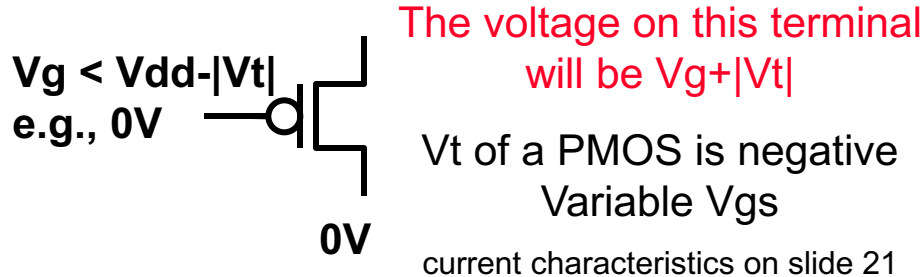 The voltage on this terminal
will be Vg+|Vt|
Vg < Vdd-|Vt|
e.g., 0V
Vt of a PMOS is negative
Variable Vgs
0V
current characteristics on slide 21